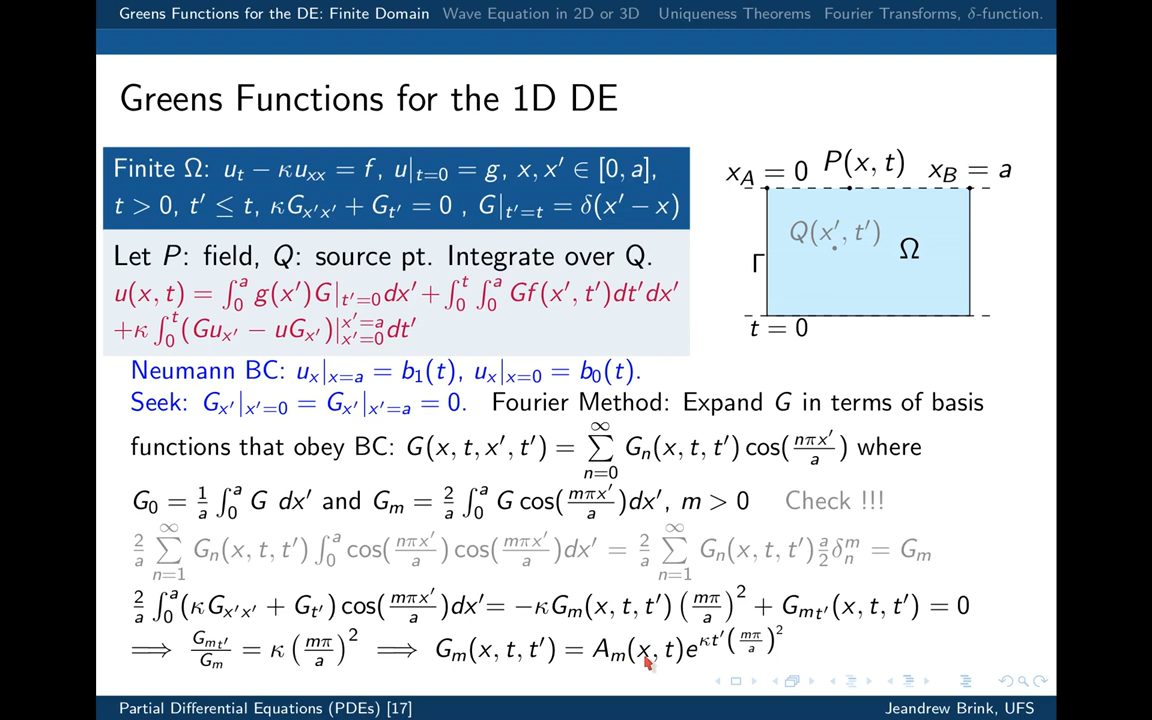 Greens Functions for the DE: Finite Domain Wave Equation in 2D or 3D Uniqueness Theorems Fourier Transforms, δ-function.
Greens Functions for the 1D DE
Finite Ω: u_t − κu_{xx} = f, u|_{t=0} = g, x, x′ ∈ [0, a],
t > 0, t′ ≤ t, κG_{x′x′} + G_{t′} = 0 , G|_{t′=t} = δ(x′ − x)
Let P: field, Q: source pt. Integrate over Q.
u(x, t) = ∫_0^a g(x′)G|_{t′=0}dx′ + ∫_0^t ∫_0^a Gf(x′, t′)dt′dx′
+κ ∫_0^t (Gu_{x′} − uG_{x′})|_{x′=0}^{x′=a} dt′
x_A = 0 P(x, t) x_B = a
Q(x′, t′)
Ω
Γ
t = 0
Neumann BC: u_x|_{x=a} = b_1(t), u_x|_{x=0} = b_0(t).
Seek: G_{x′}|_{x′=0} = G_{x′}|_{x′=a} = 0. Fourier Method: Expand G in terms of basis
functions that obey BC: G(x, t, x′, t′) = ∑_{n=0}^∞ G_n(x, t, t′) cos(nπx′/a) where
G_0 = 1/a ∫_0^a G dx′ and G_m = 2/a ∫_0^a G cos(mπx′/a)dx′, m > 0 Check !!!
2/a ∑_{n=1}^∞ G_n(x, t, t′) ∫_0^a cos(nπx′/a) cos(mπx′/a)dx′ = 2/a ∑_{n=1}^∞ G_n(x, t, t′) a/2 δ_n^m = G_m
2/a ∫_0^a (κG_{x′x′} + G_{t′}) cos(mπx′/a)dx′ = −κG_m(x, t, t′) (mπ/a)^2 + G_{mt′}(x, t, t′) = 0
⟹ G_{mt′}/G_m = κ (mπ/a)^2 ⟹ G_m(x, t, t′) = A_m(x, t)e^{κt′(mπ/a)^2}
Partial Differential Equations (PDEs) [17] Jeandrew Brink, UFS